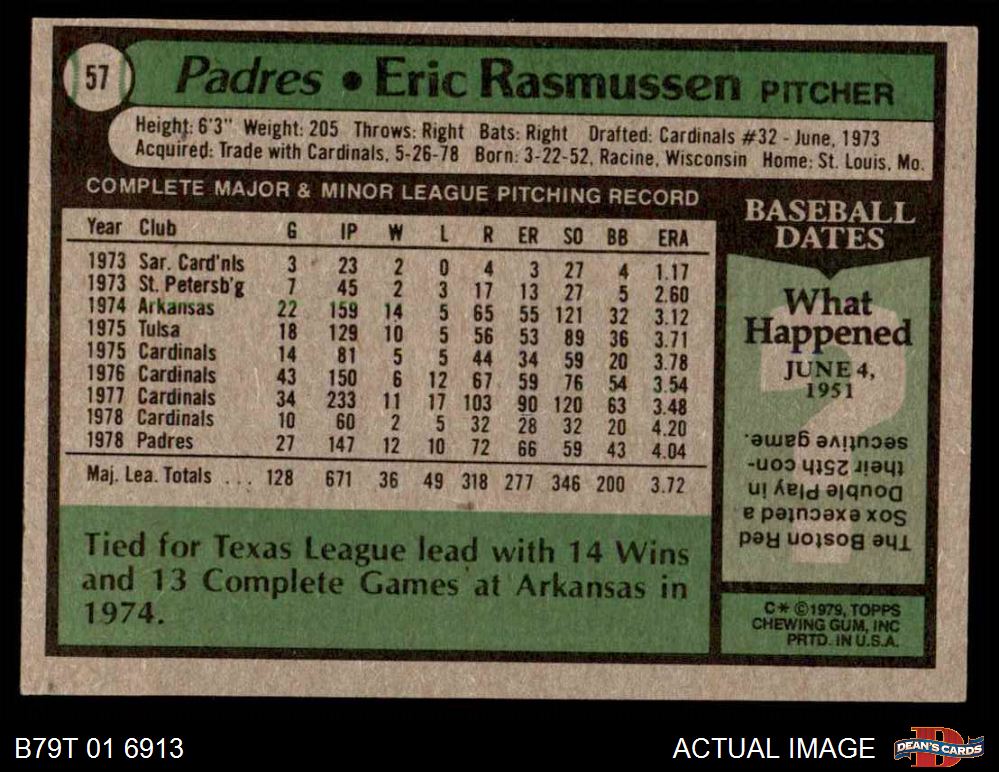 57
Padres • Eric Rasmussen PITCHER
Height: 6'3" Weight: 205 Throws: Right Bats: Right Drafted: Cardinals #32 - June, 1973
Acquired: Trade with Cardinals, 5-26-78 Born: 3-22-52, Racine, Wisconsin Home: St. Louis, Mo.
COMPLETE MAJOR & MINOR LEAGUE PITCHING RECORD
Year Club G IP W L R ER SO BB ERA
1973 Sar. Card'nls 3 23 2 0 4 3 27 4 1.17
1973 St. Petersb'g 7 45 2 3 17 13 27 5 2.60
1974 Arkansas 22 159 14 5 65 55 121 32 3.12
1975 Tulsa 18 129 10 5 56 53 89 36 3.71
1975 Cardinals 14 81 5 5 44 34 59 20 3.78
1976 Cardinals 43 150 6 12 67 59 76 54 3.54
1977 Cardinals 34 233 11 17 103 90 120 63 3.48
1978 Cardinals 10 60 2 5 32 28 32 20 4.20
1978 Padres 27 147 12 10 72 66 59 43 4.04
Maj. Lea. Totals ... 128 671 36 49 318 277 346 200 3.72
Tied for Texas League lead with 14 Wins
and 13 Complete Games at Arkansas in
1974.
BASEBALL
DATES
What
Happened
JUNE 4,
1951
The Boston Red
Sox executed a
Double Play in
their 25th con-
secutive game.
C* ©1979, TOPPS
CHEWING GUM, INC
PRTD. IN U.S.A.
B79T 01 6913
ACTUAL IMAGE
D
DEAN'S CARDS